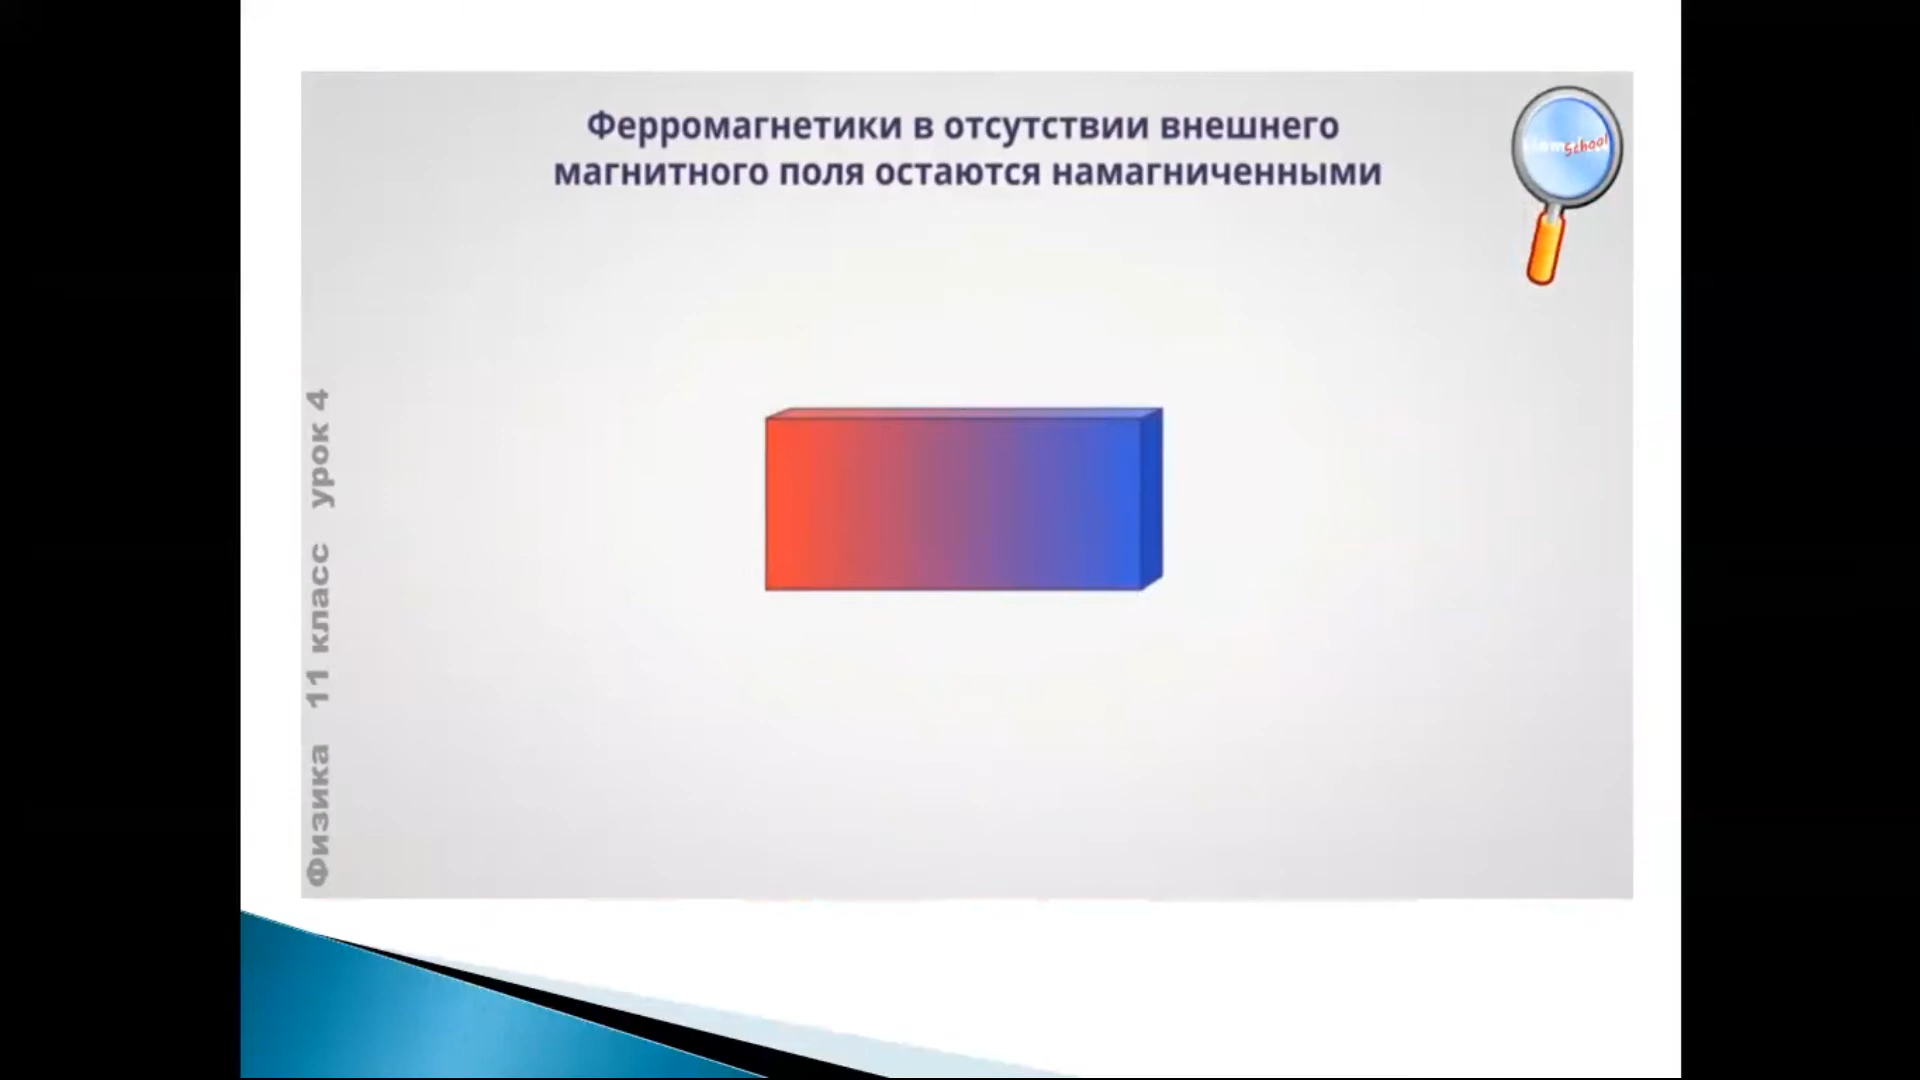 Ферромагнетики в отсутствии внешнего
магнитного поля остаются намагниченными
School
Физика 11 класс урок 4